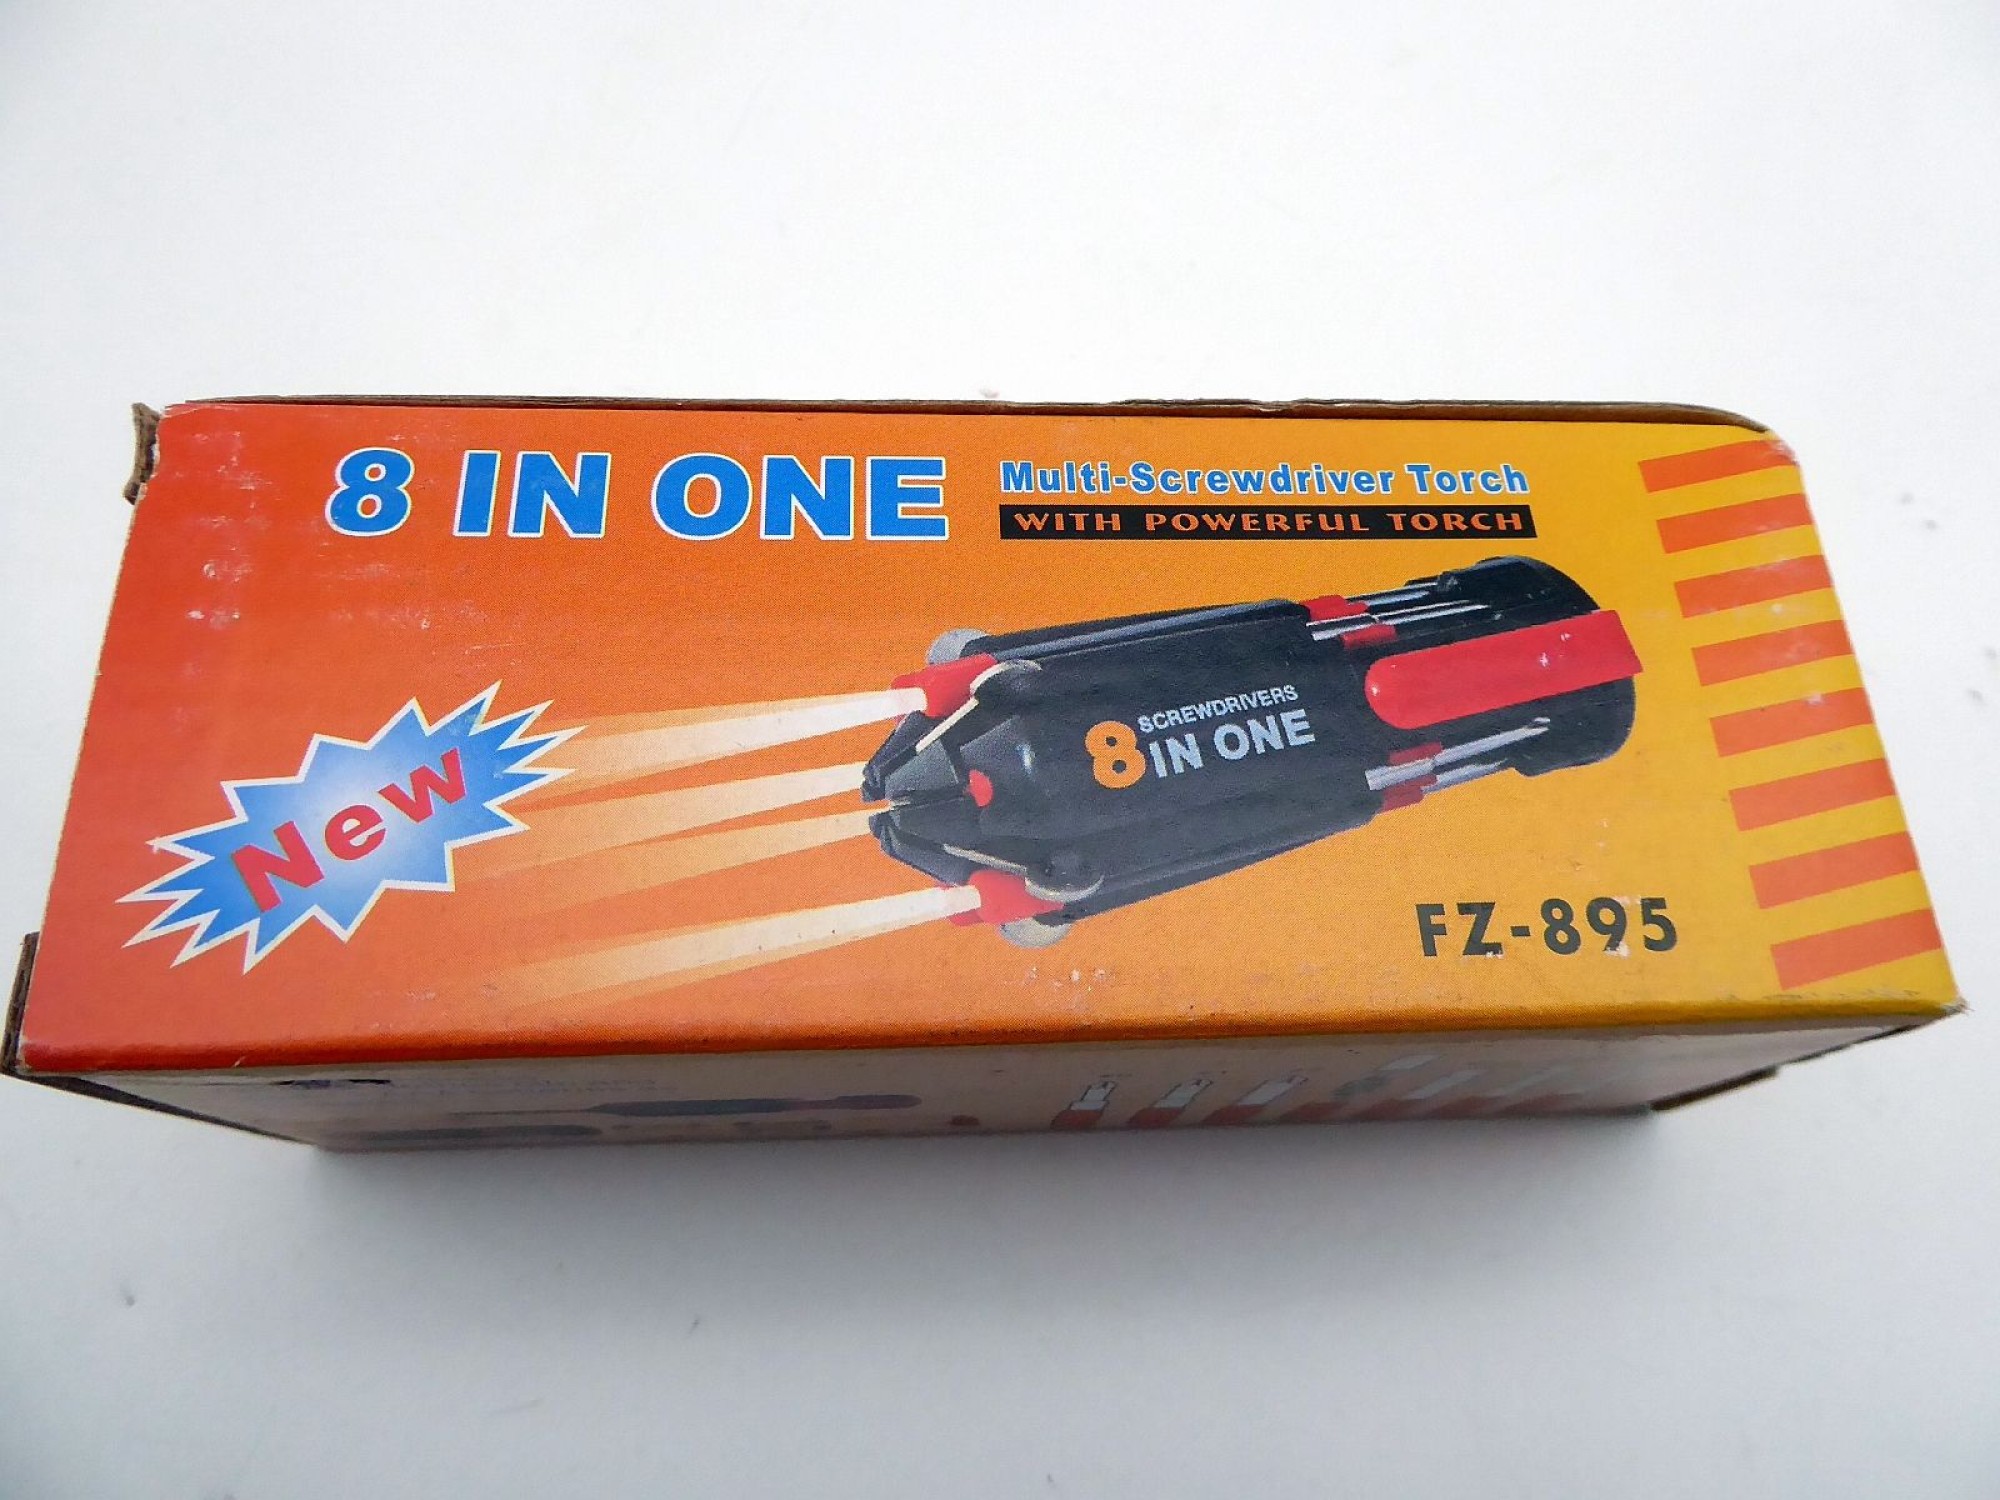 8 IN ONE
Multi-Screwdriver Torch
WITH POWERFUL TORCH
New
8 SCREWDRIVERS
IN ONE
FZ-895